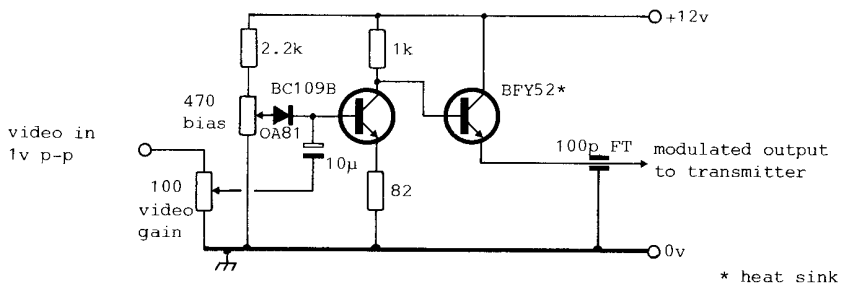 +12v
2.2k
1k
BC109B
BFY52*
470
bias
OA81
video in
1v p-p
100p FT
modulated output
to transmitter
10μ
100
video
gain
82
0v
* heat sink